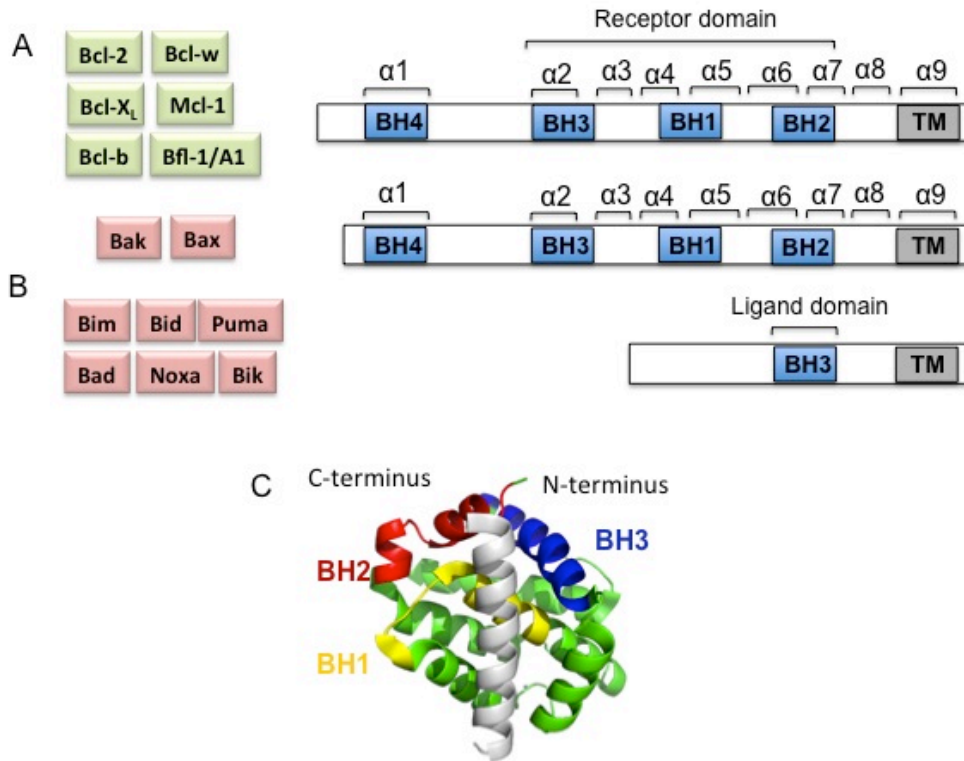 A
Bcl-2 Bcl-w
Bcl-XL Mcl-1
Bcl-b Bfl-1/A1
Receptor domain
α1 α2 α3 α4 α5 α6 α7 α8 α9
BH4 BH3 BH1 BH2 TM
Bak Bax
α1 α2 α3 α4 α5 α6 α7 α8 α9
BH4 BH3 BH1 BH2 TM
B
Bim Bid Puma
Bad Noxa Bik
Ligand domain
BH3 TM
C
C-terminus N-terminus
BH3
BH2
BH1